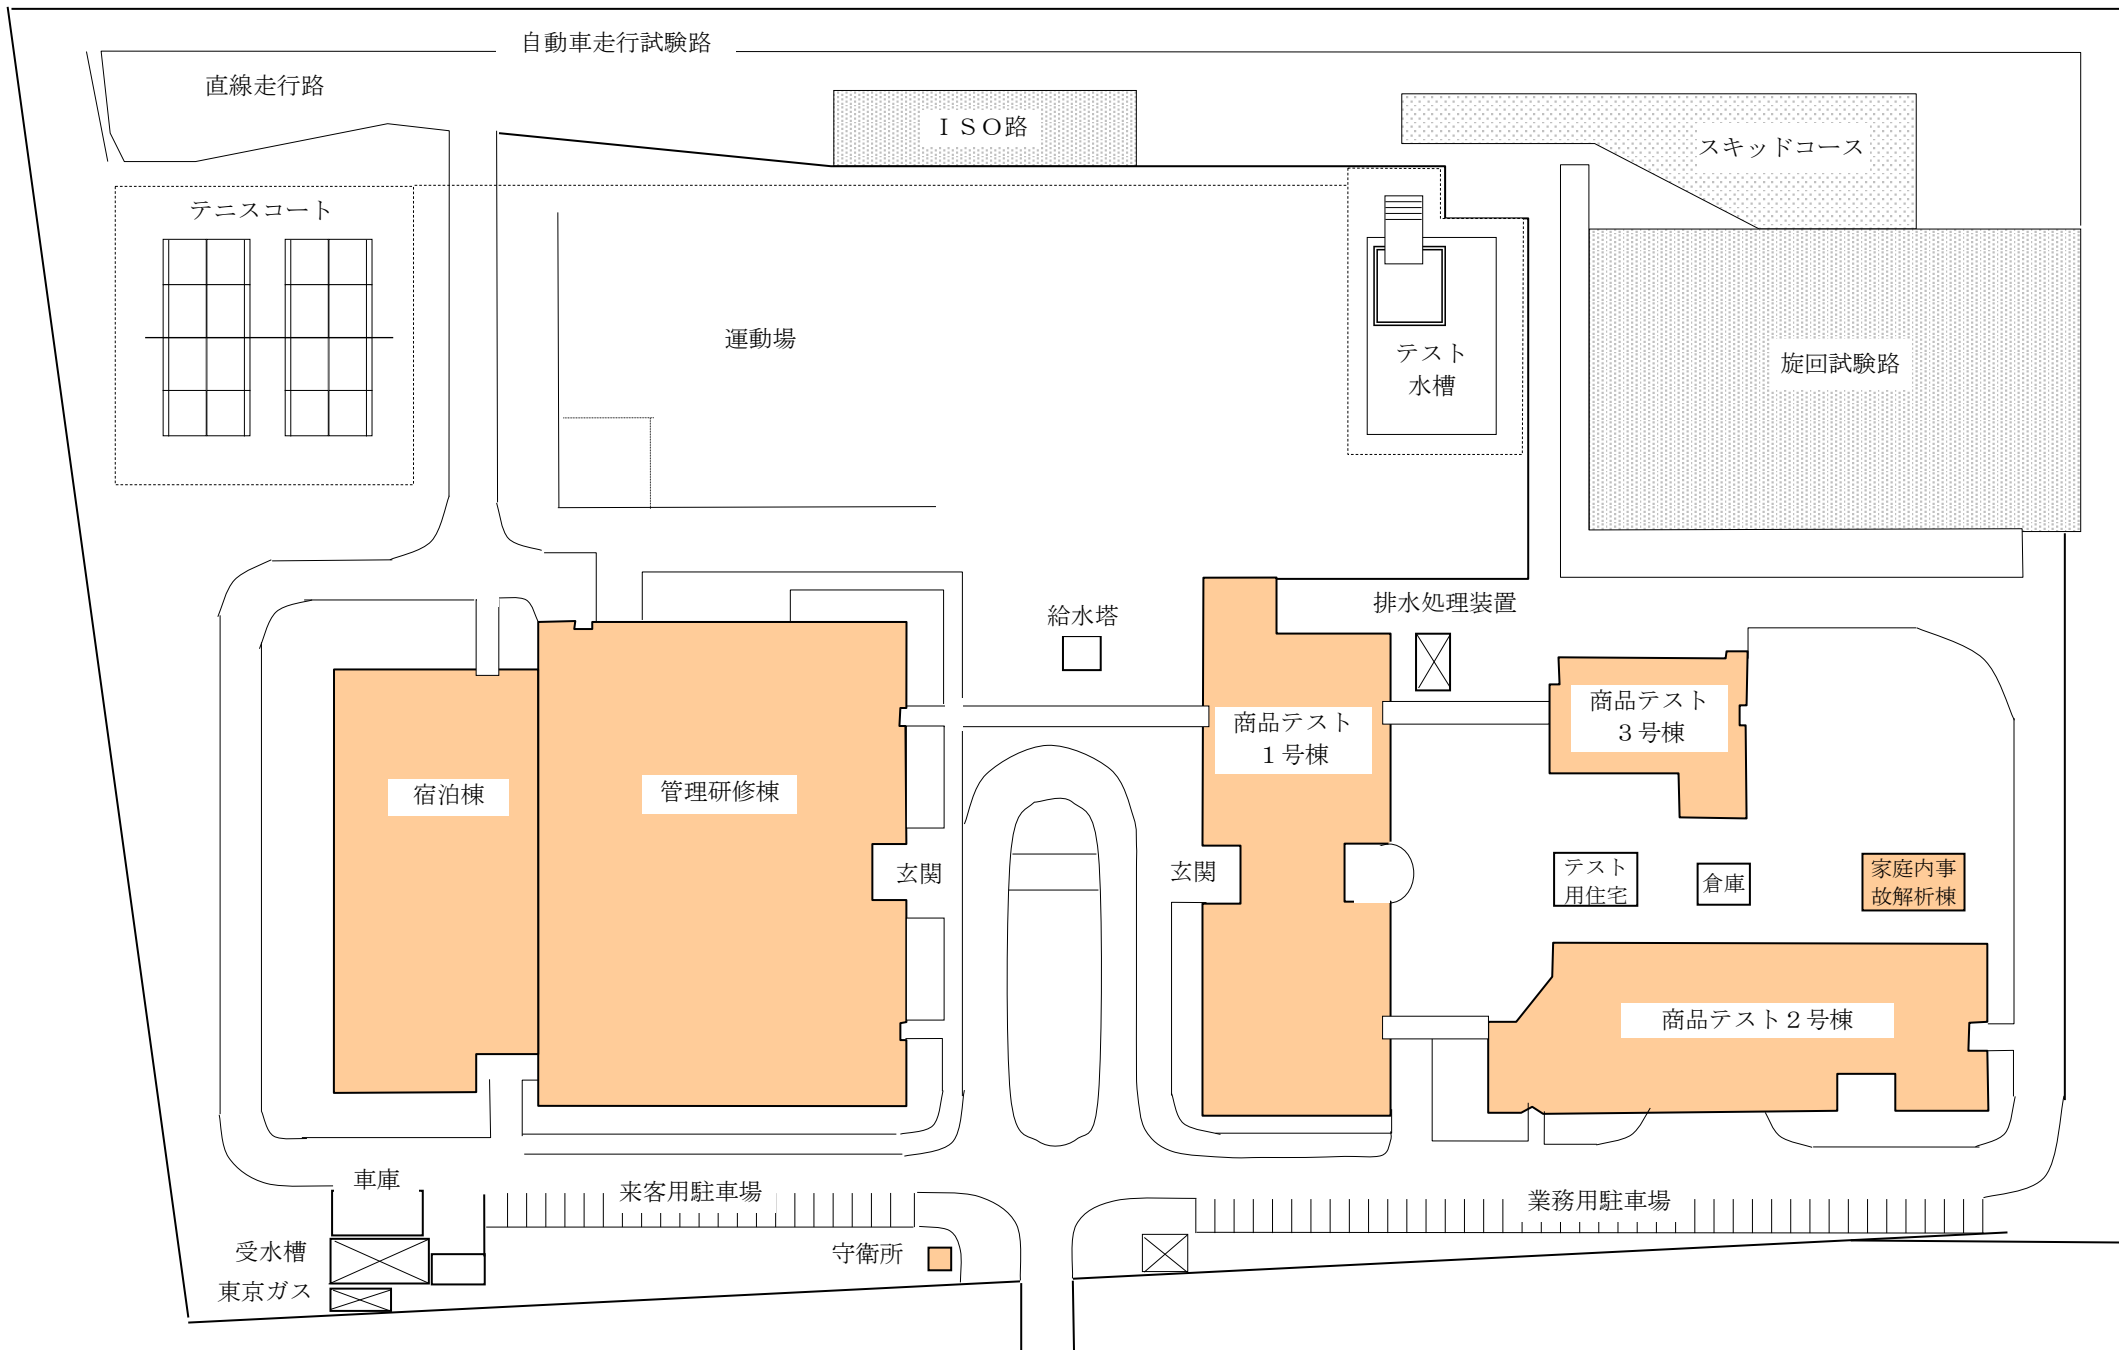 自動車走行試験路
直線走行路
ＩＳＯ路
スキッドコース
テニスコート
運動場
テスト
水槽
旋回試験路
給水塔
排水処理装置
商品テスト
１号棟
商品テスト
３号棟
宿泊棟
管理研修棟
玄関
玄関
テスト
用住宅
倉庫
家庭内事
故解析棟
商品テスト２号棟
車庫
来客用駐車場
業務用駐車場
受水槽
守衛所
東京ガス